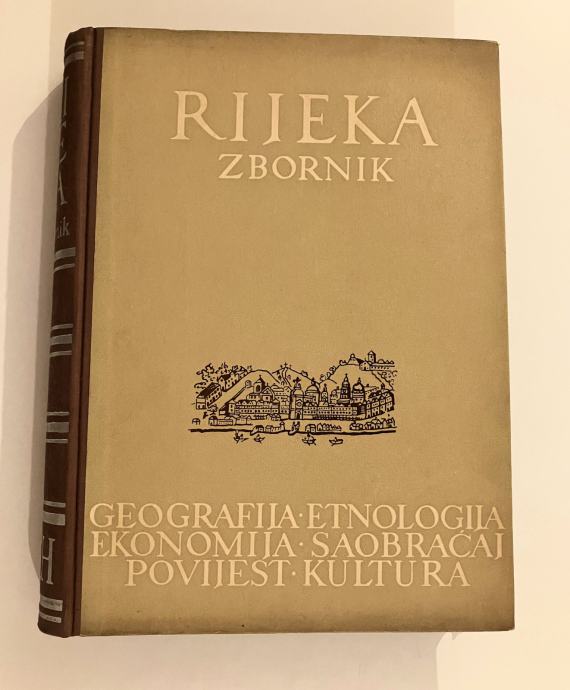 RIJEKA
ZBORNIK
GEOGRAFIJA·ETNOLOGIJA
EKONOMIJA·SAOBRAĆAJ
POVIJEST·KULTURA